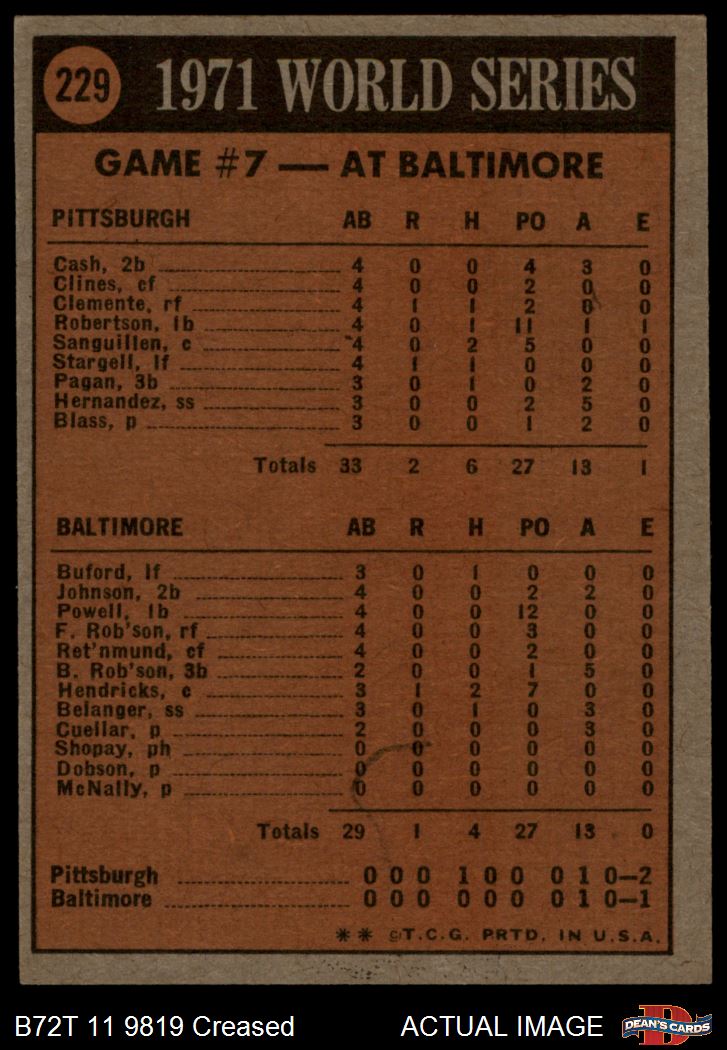 229 1971 WORLD SERIES
GAME #7 — AT BALTIMORE
PITTSBURGH AB R H PO A E
Cash, 2b 4 0 0 4 3 0
Clines, cf 4 0 0 2 0 0
Clemente, rf 4 1 1 2 0 0
Robertson, 1b 4 0 1 11 1 1
Sanguillen, c 4 0 2 5 0 0
Stargell, lf 4 1 1 0 0 0
Pagan, 3b 3 0 1 0 2 0
Hernandez, ss 3 0 0 2 5 0
Blass, p 3 0 0 1 2 0
Totals 33 2 6 27 13 1
BALTIMORE AB R H PO A E
Buford, lf 3 0 1 0 0 0
Johnson, 2b 4 0 0 2 2 0
Powell, 1b 4 0 0 12 0 0
F. Rob'son, rf 4 0 0 3 0 0
Ret'nmund, cf 4 0 0 2 0 0
B. Rob'son, 3b 2 0 0 1 5 0
Hendricks, c 3 1 2 7 0 0
Belanger, ss 3 0 1 0 3 0
Cuellar, p 2 0 0 0 3 0
Shopay, ph 0 0 0 0 0 0
Dobson, p 0 0 0 0 0 0
McNally, p 0 0 0 0 0 0
Totals 29 1 4 27 13 0
Pittsburgh 0 0 0 1 0 0 0 1 0—2
Baltimore 0 0 0 0 0 0 0 1 0—1
** ©T.C.G. PRTD. IN U.S.A.
B72T 11 9819 Creased ACTUAL IMAGE DEAN'S CARDS